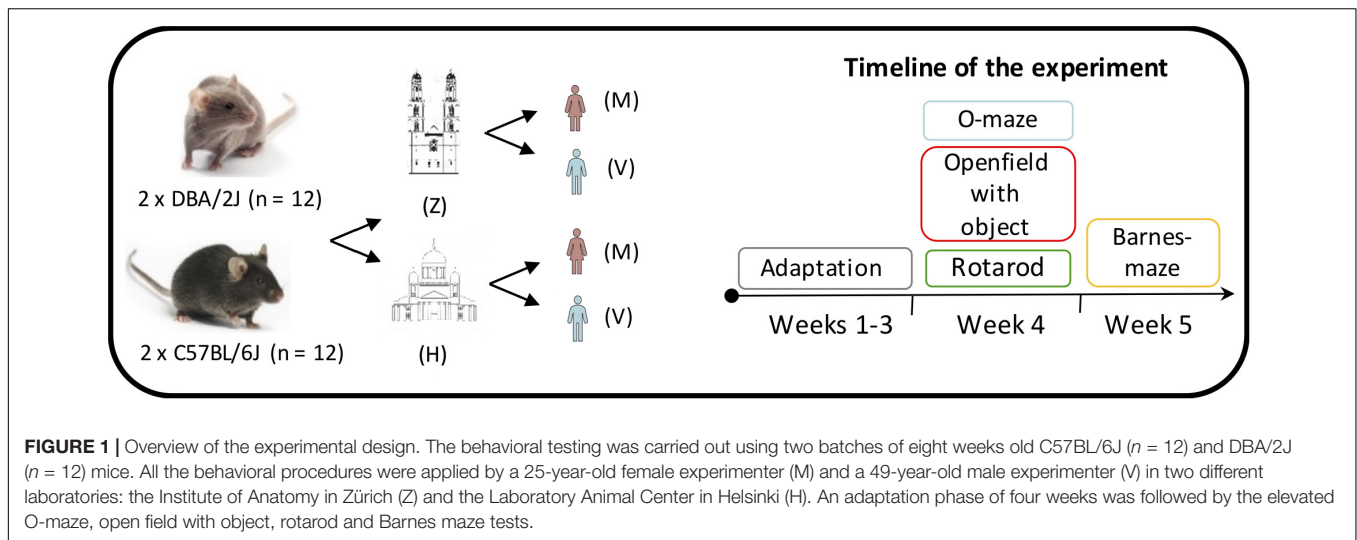 2 x DBA/2J (n = 12)
2 x C57BL/6J (n = 12)
(Z)
(H)
(M)
(V)
(M)
(V)
Timeline of the experiment
O-maze
Openfield
with
object
Adaptation
Rotarod
Barnes-
maze
Weeks 1-3
Week 4
Week 5
FIGURE 1 | Overview of the experimental design. The behavioral testing was carried out using two batches of eight weeks old C57BL/6J (n = 12) and DBA/2J
(n = 12) mice. All the behavioral procedures were applied by a 25-year-old female experimenter (M) and a 49-year-old male experimenter (V) in two different
laboratories: the Institute of Anatomy in Zürich (Z) and the Laboratory Animal Center in Helsinki (H). An adaptation phase of four weeks was followed by the elevated
O-maze, open field with object, rotarod and Barnes maze tests.